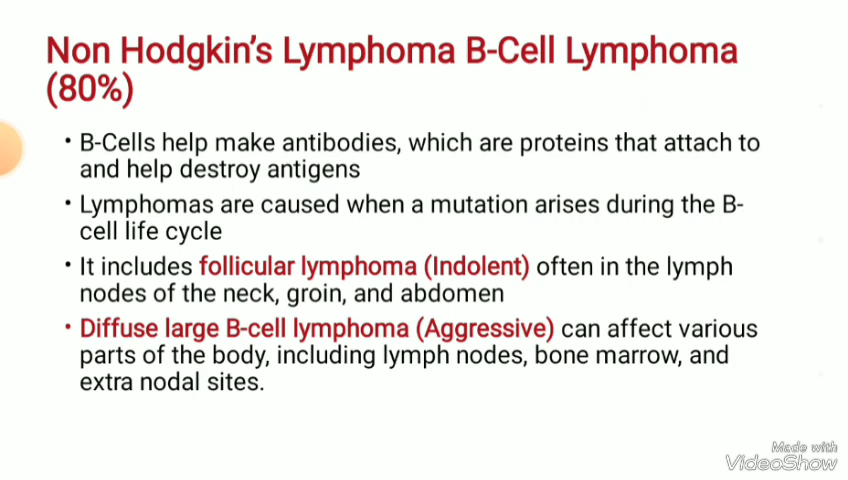 Non Hodgkin's Lymphoma B-Cell Lymphoma
(80%)
• B-Cells help make antibodies, which are proteins that attach to
and help destroy antigens
• Lymphomas are caused when a mutation arises during the B-
cell life cycle
• It includes follicular lymphoma (Indolent) often in the lymph
nodes of the neck, groin, and abdomen
• Diffuse large B-cell lymphoma (Aggressive) can affect various
parts of the body, including lymph nodes, bone marrow, and
extra nodal sites.
Made with
VideoShow